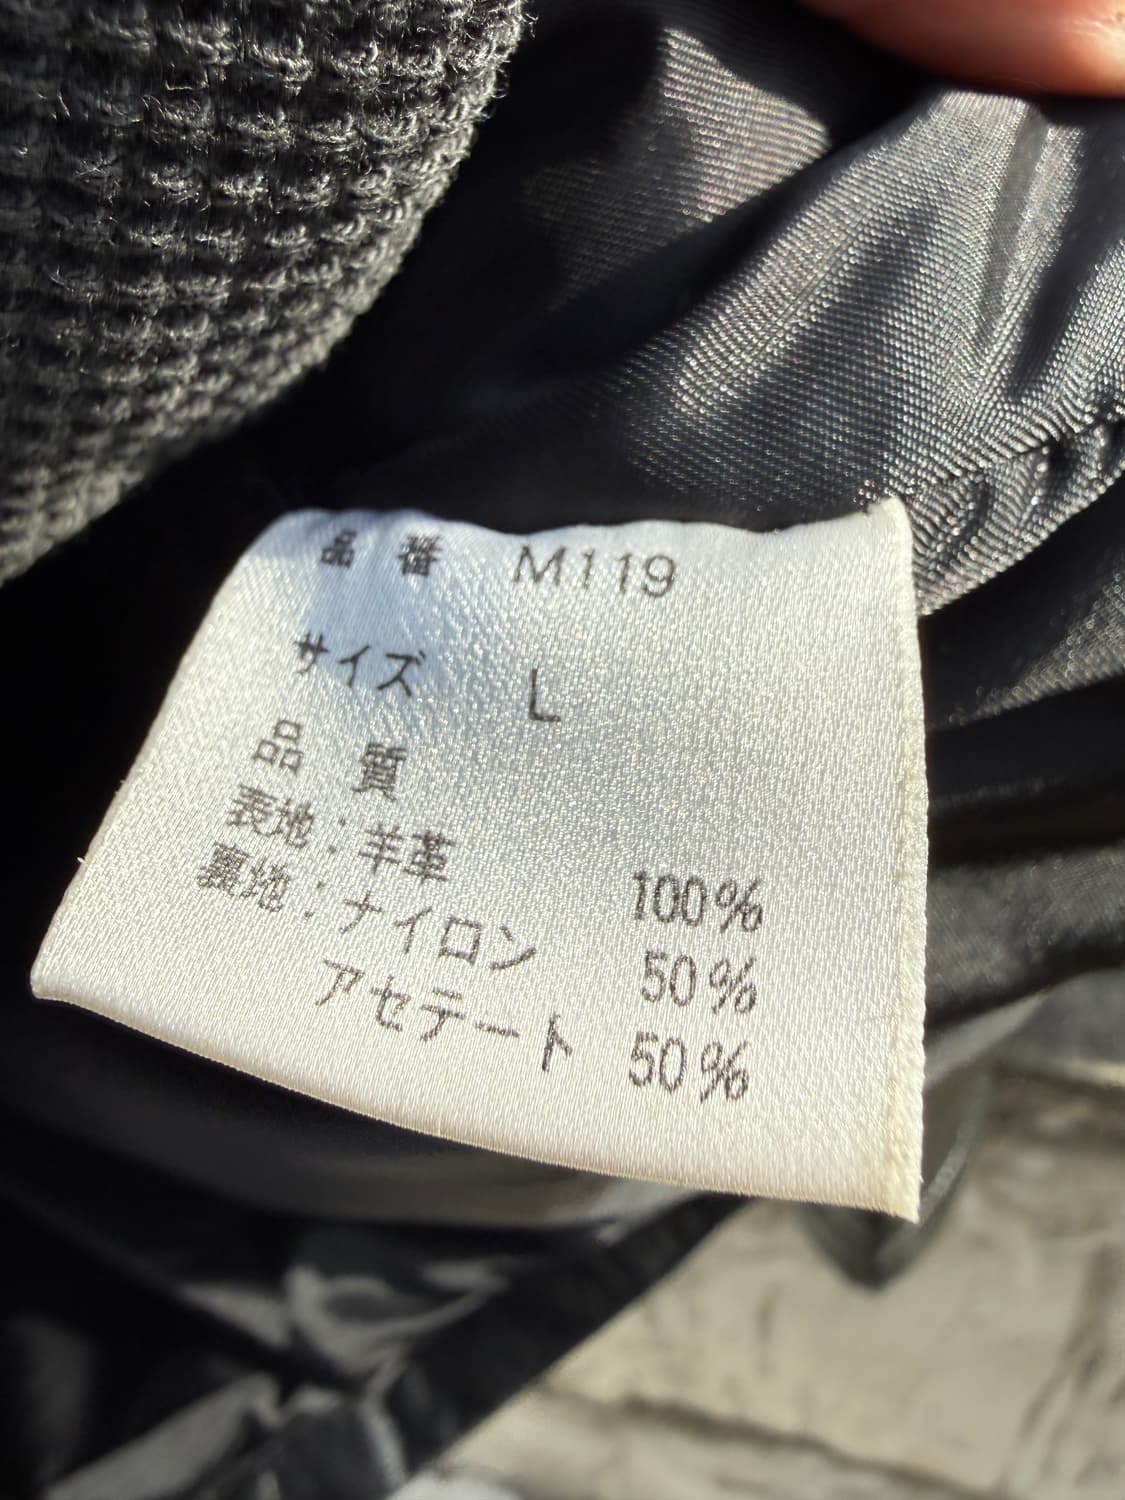 品番 M119
サイズ L
品質
表地：羊革 100%
裏地：ナイロン 50%
アセテート 50%